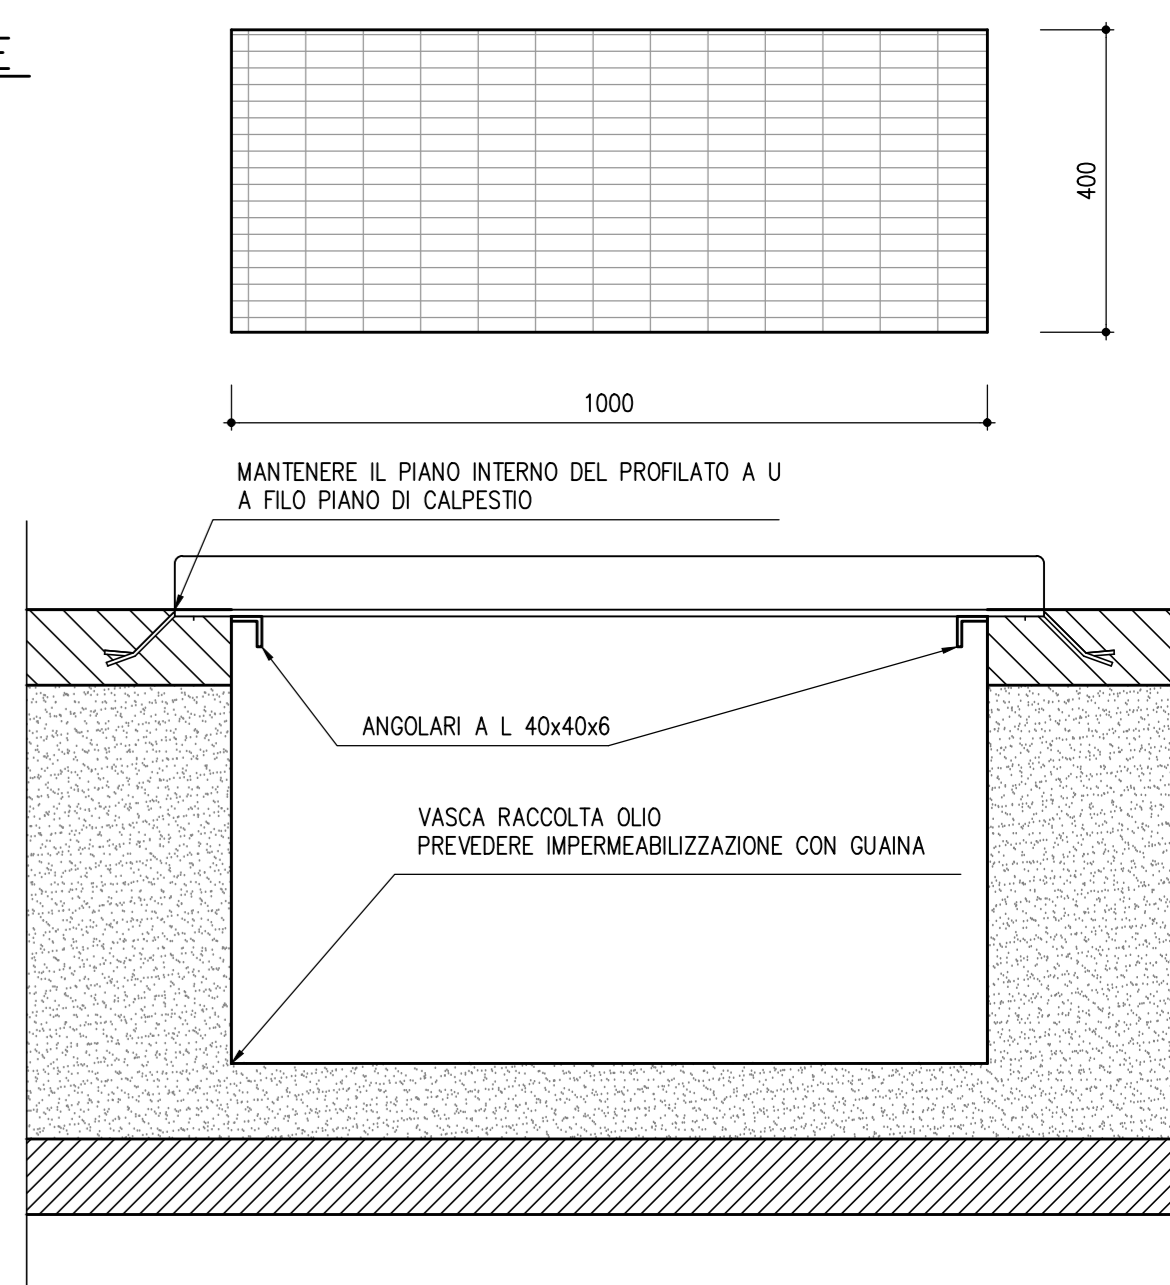 E
400
1000
MANTENERE IL PIANO INTERNO DEL PROFILATO A U
A FILO PIANO DI CALPESTIO
ANGOLARI A L 40x40x6
VASCA RACCOLTA OLIO
PREVEDERE IMPERMEABILIZZAZIONE CON GUAINA